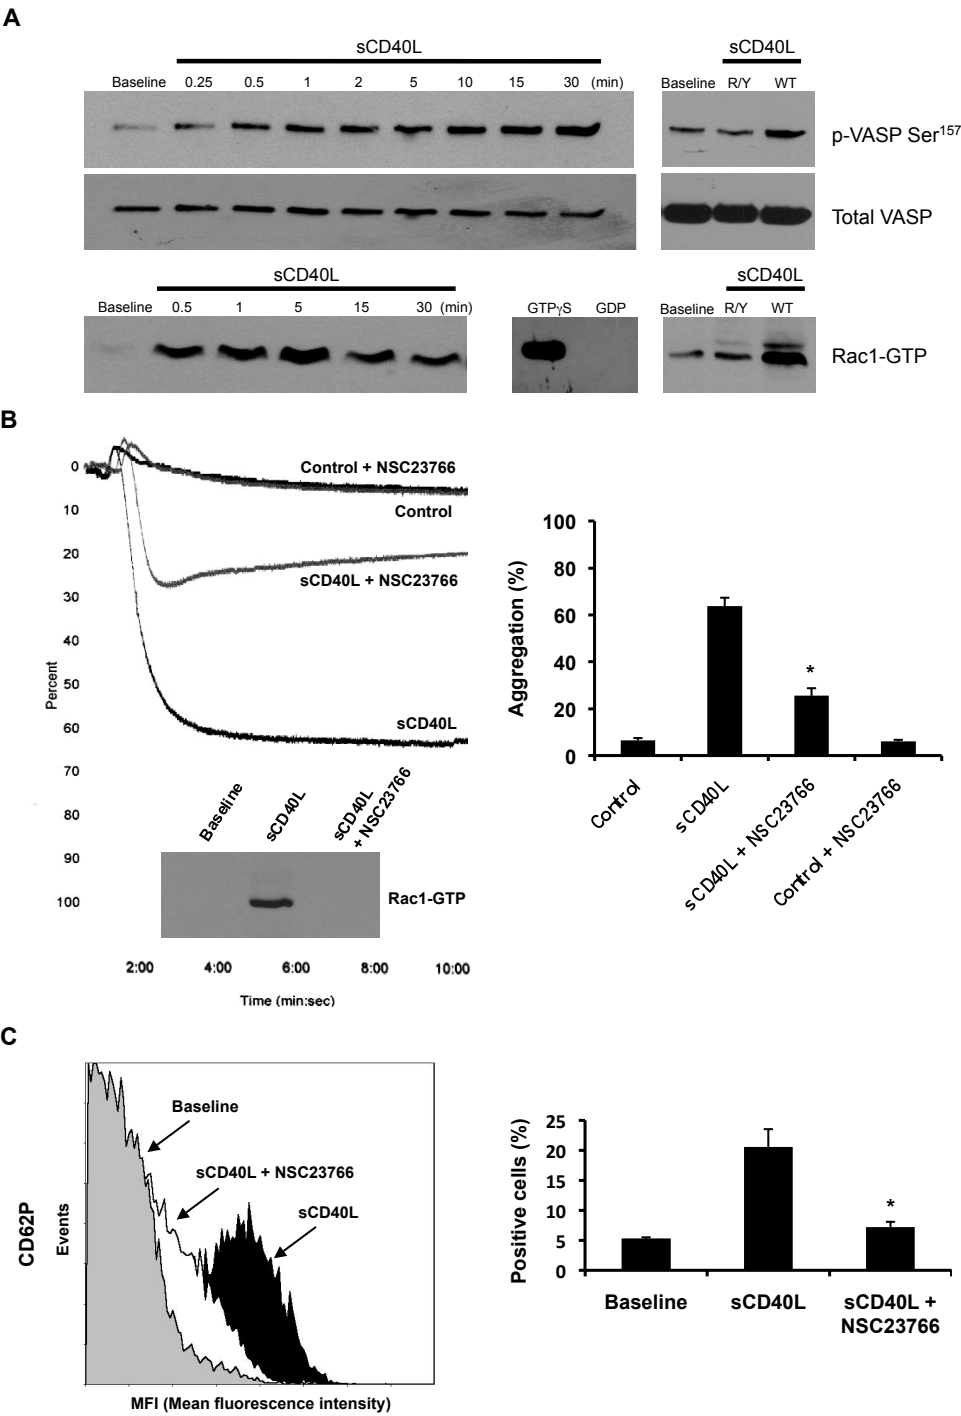 A
sCD40L
sCD40L
Baseline 0.25 0.5 1 2 5 10 15 30 (min)
Baseline R/Y WT
p-VASP Ser157
Total VASP
sCD40L
sCD40L
Baseline 0.5 1 5 15 30 (min)
GTPγS GDP
Baseline R/Y WT
Rac1-GTP
B
0
10
20
30
40
50
60
70
80
90
100
Percent
Control + NSC23766
Control
sCD40L + NSC23766
sCD40L
Baseline
sCD40L
sCD40L
+ NSC23766
Rac1-GTP
2:00 4:00 6:00 8:00 10:00
Time (min:sec)
Aggregation (%)
100
80
60
40
20
0
*
Control
sCD40L
sCD40L + NSC23766
Control + NSC23766
C
CD62P
Events
Baseline
sCD40L + NSC23766
sCD40L
MFI (Mean fluorescence intensity)
Positive cells (%)
25
20
15
10
5
0
*
Baseline
sCD40L
sCD40L +
NSC23766